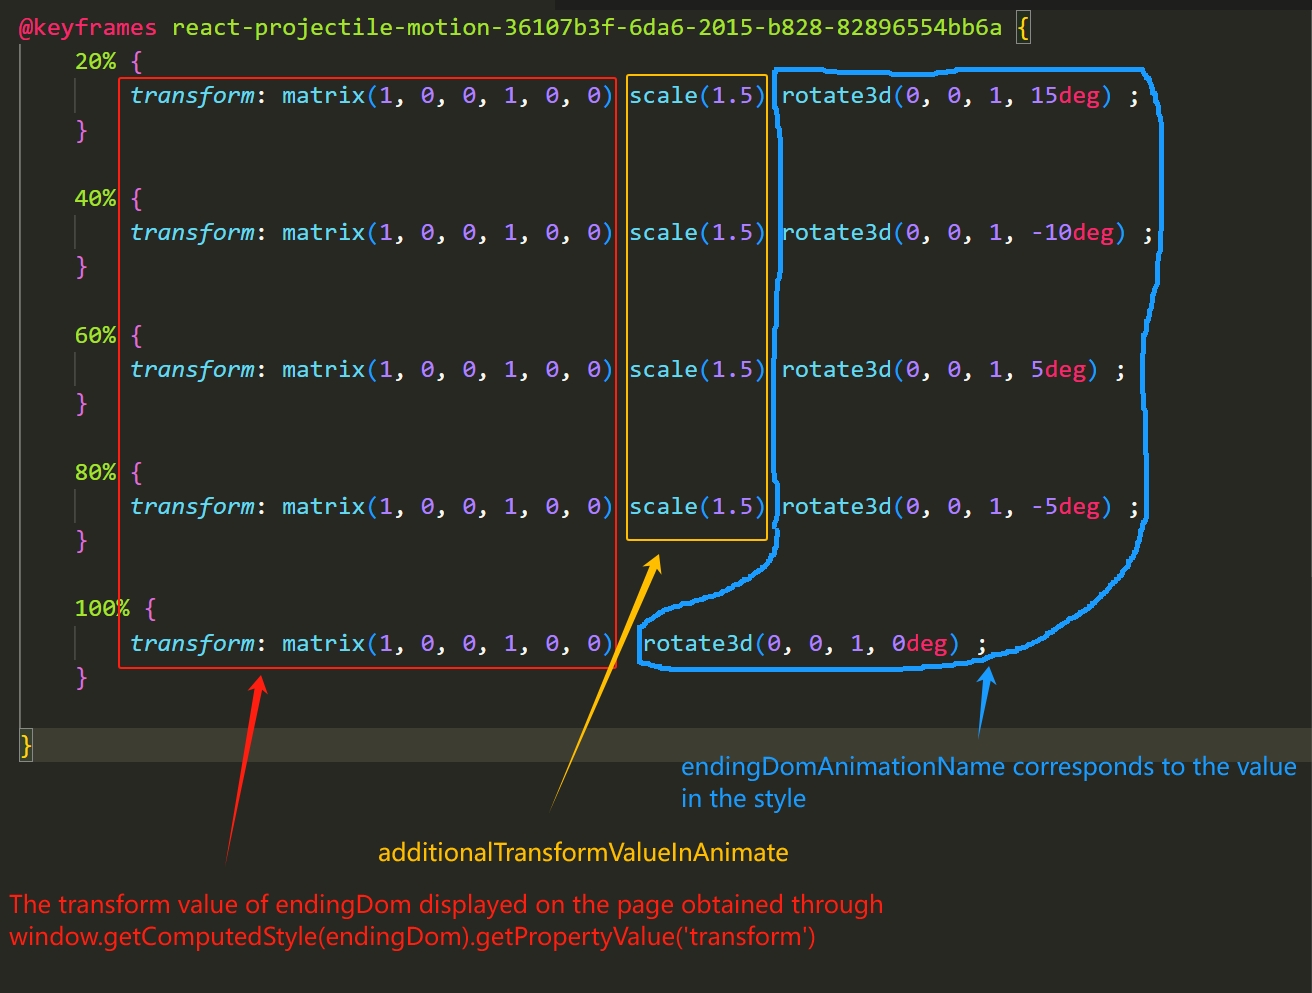 @keyframes react-projectile-motion-36107b3f-6da6-2015-b828-82896554bb6a {
20% {
transform: matrix(1, 0, 0, 1, 0, 0) scale(1.5) rotate3d(0, 0, 1, 15deg) ;
}
40% {
transform: matrix(1, 0, 0, 1, 0, 0) scale(1.5) rotate3d(0, 0, 1, -10deg) ;
}
60% {
transform: matrix(1, 0, 0, 1, 0, 0) scale(1.5) rotate3d(0, 0, 1, 5deg) ;
}
80% {
transform: matrix(1, 0, 0, 1, 0, 0) scale(1.5) rotate3d(0, 0, 1, -5deg) ;
}
100% {
transform: matrix(1, 0, 0, 1, 0, 0) rotate3d(0, 0, 1, 0deg) ;
}
}
endingDomAnimationName corresponds to the value
in the style
additionalTransformValueInAnimate
The transform value of endingDom displayed on the page obtained through
window.getComputedStyle(endingDom).getPropertyValue('transform')